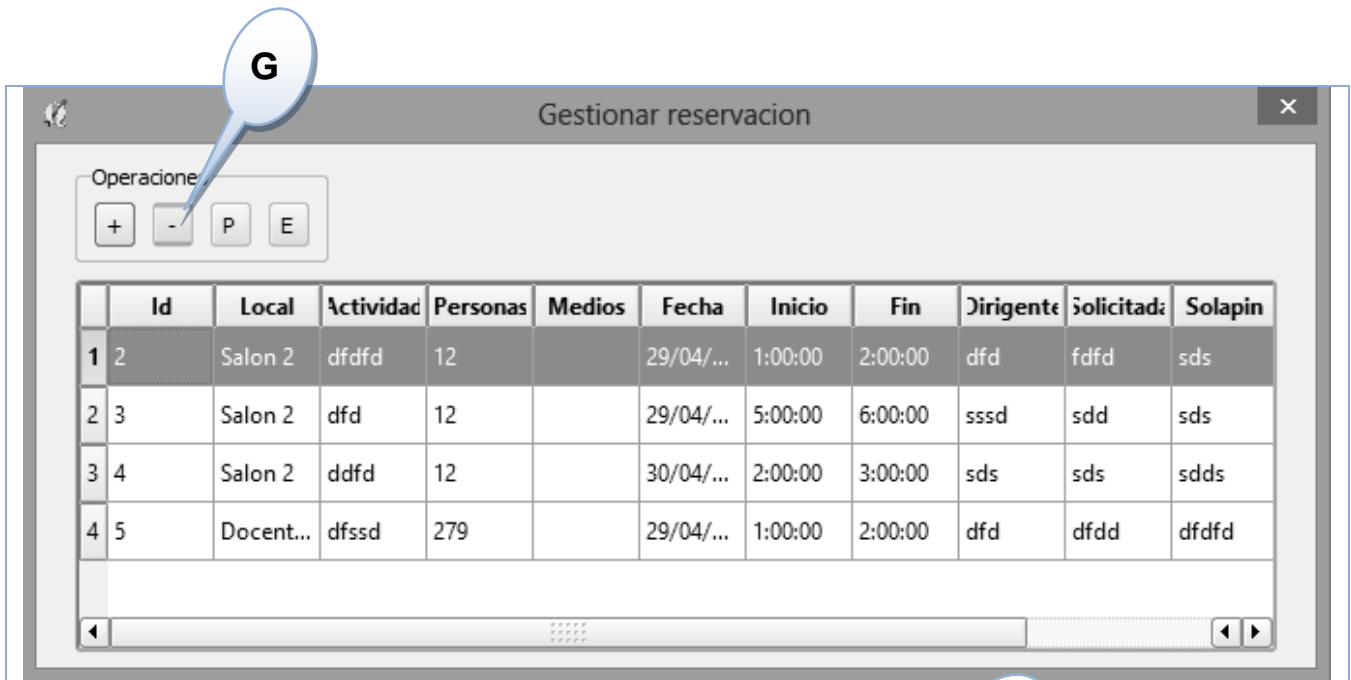 G
Gestionar reservacion
Operaciones
+ - P E
Id Local Actividad Personas Medios Fecha Inicio Fin Dirigente Solicitada Solapin
1 2 Salon 2 dfdfd 12 29/04/... 1:00:00 2:00:00 dfd fdfd sds
2 3 Salon 2 dfd 12 29/04/... 5:00:00 6:00:00 sssd sdd sds
3 4 Salon 2 ddfd 12 30/04/... 2:00:00 3:00:00 sds sds sdds
4 5 Docent... dfssd 279 29/04/... 1:00:00 2:00:00 dfd dfdd dfdfd